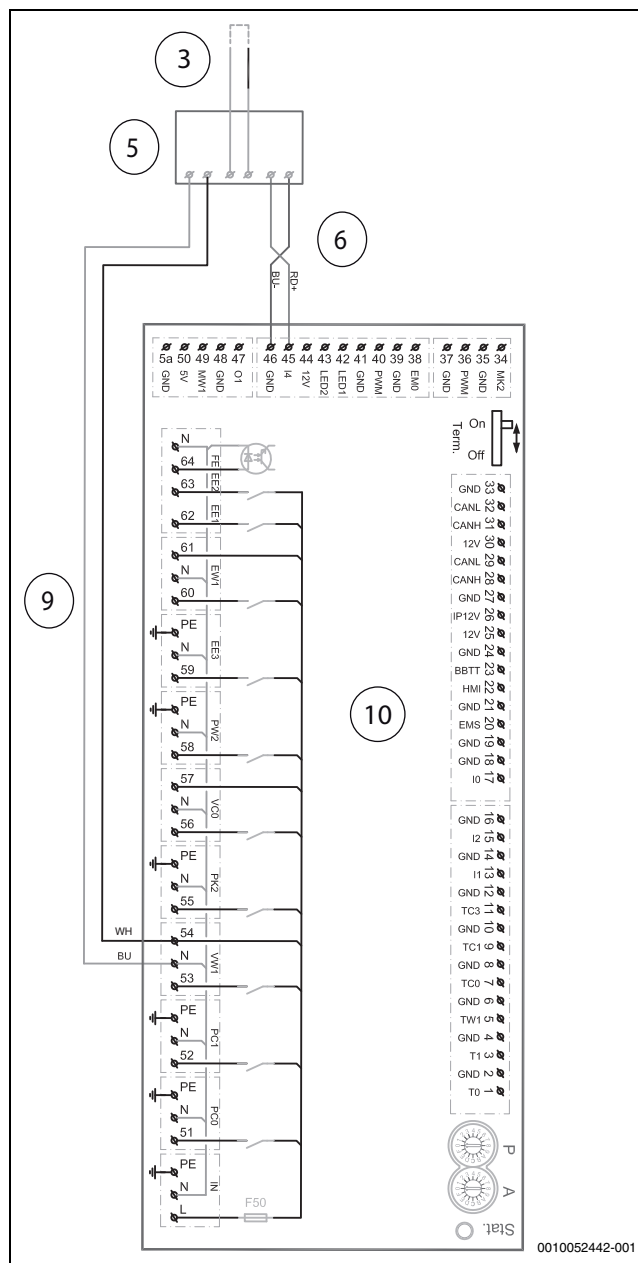 3
5
6
BU-
RD+
5a
50
49
48
47
46
45
44
43
42
41
40
39
38
37
36
35
34
GND
5V
MW1
GND
O1
GND
I4
12V
LED2
LED1
GND
PWM
GND
EM0
GND
PWM
GND
MK2
Term.
On
Off
N
64
FE
63
EE2
62
EE1
61
N
EW1
60
PE
N
EE3
59
PE
N
PW2
58
57
N
VC0
56
PE
N
PK2
55
WH
54
BU
N
VW1
53
PE
N
PC1
52
PE
N
PC0
51
PE
N
IN
L
F50
9
10
GND 33
CANL 32
CANH 31
12V 30
CANL 29
CANH 28
GND 27
IP12V 26
12V 25
GND 24
BBTT 23
HMI 22
GND 21
EMS 20
GND 19
GND 18
I0 17
GND 16
I2 15
GND 14
I1 13
GND 12
TC3 11
GND 10
TC1 9
GND 8
TC0 7
GND 6
TW1 5
GND 4
T1 3
GND 2
T0 1
P
A
Stat.
0010052442-001